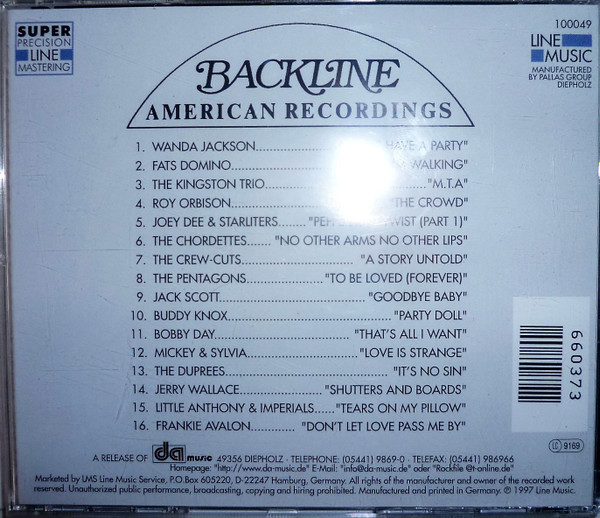 SUPER
PRECISION
LINE
MASTERING
100049
LINE
MUSIC
MANUFACTURED
BY PALLAS GROUP
DIEPHOLZ
BACKLINE
AMERICAN RECORDINGS
1. WANDA JACKSON.................. HAVE A PARTY"
2. FATS DOMINO.................. WALKING"
3. THE KINGSTON TRIO.................."M.T.A"
4. ROY ORBISON.................."THE CROWD"
5. JOEY DEE & STARLITERS........ (PART 1)"
6. THE CHORDETTES....... "NO OTHER ARMS NO OTHER LIPS"
7. THE CREW-CUTS.................."A STORY UNTOLD"
8. THE PENTAGONS.................."TO BE LOVED (FOREVER)"
9. JACK SCOTT.................."GOODBYE BABY"
10. BUDDY KNOX.................."PARTY DOLL"
11. BOBBY DAY.................."THAT'S ALL I WANT"
12. MICKEY & SYLVIA.................."LOVE IS STRANGE"
13. THE DUPREES.................."IT'S NO SIN"
14. JERRY WALLACE.................."SHUTTERS AND BOARDS"
15. LITTLE ANTHONY & IMPERIALS......"TEARS ON MY PILLOW"
16. FRANKIE AVALON............. "DON'T LET LOVE PASS ME BY"
660373
LC 9169
A RELEASE OF da music 49356 DIEPHOLZ · TELEPHONE: (05441) 9869-0 · TELEFAX: (05441) 986966
Homepage: "http://www.da-music.de" E-Mail: "info@da-music.de" oder "Rockfile @t-online.de"
Marketed by LMS Line Music Service, P.O.Box 605220, D-22247 Hamburg, Germany. All rights of the manufacturer and owner of the recorded work
reserved. Unauthorized public performance, broadcasting, copying and hiring prohibited. Manufactured and printed in Germany. ℗ 1997 Line Music.